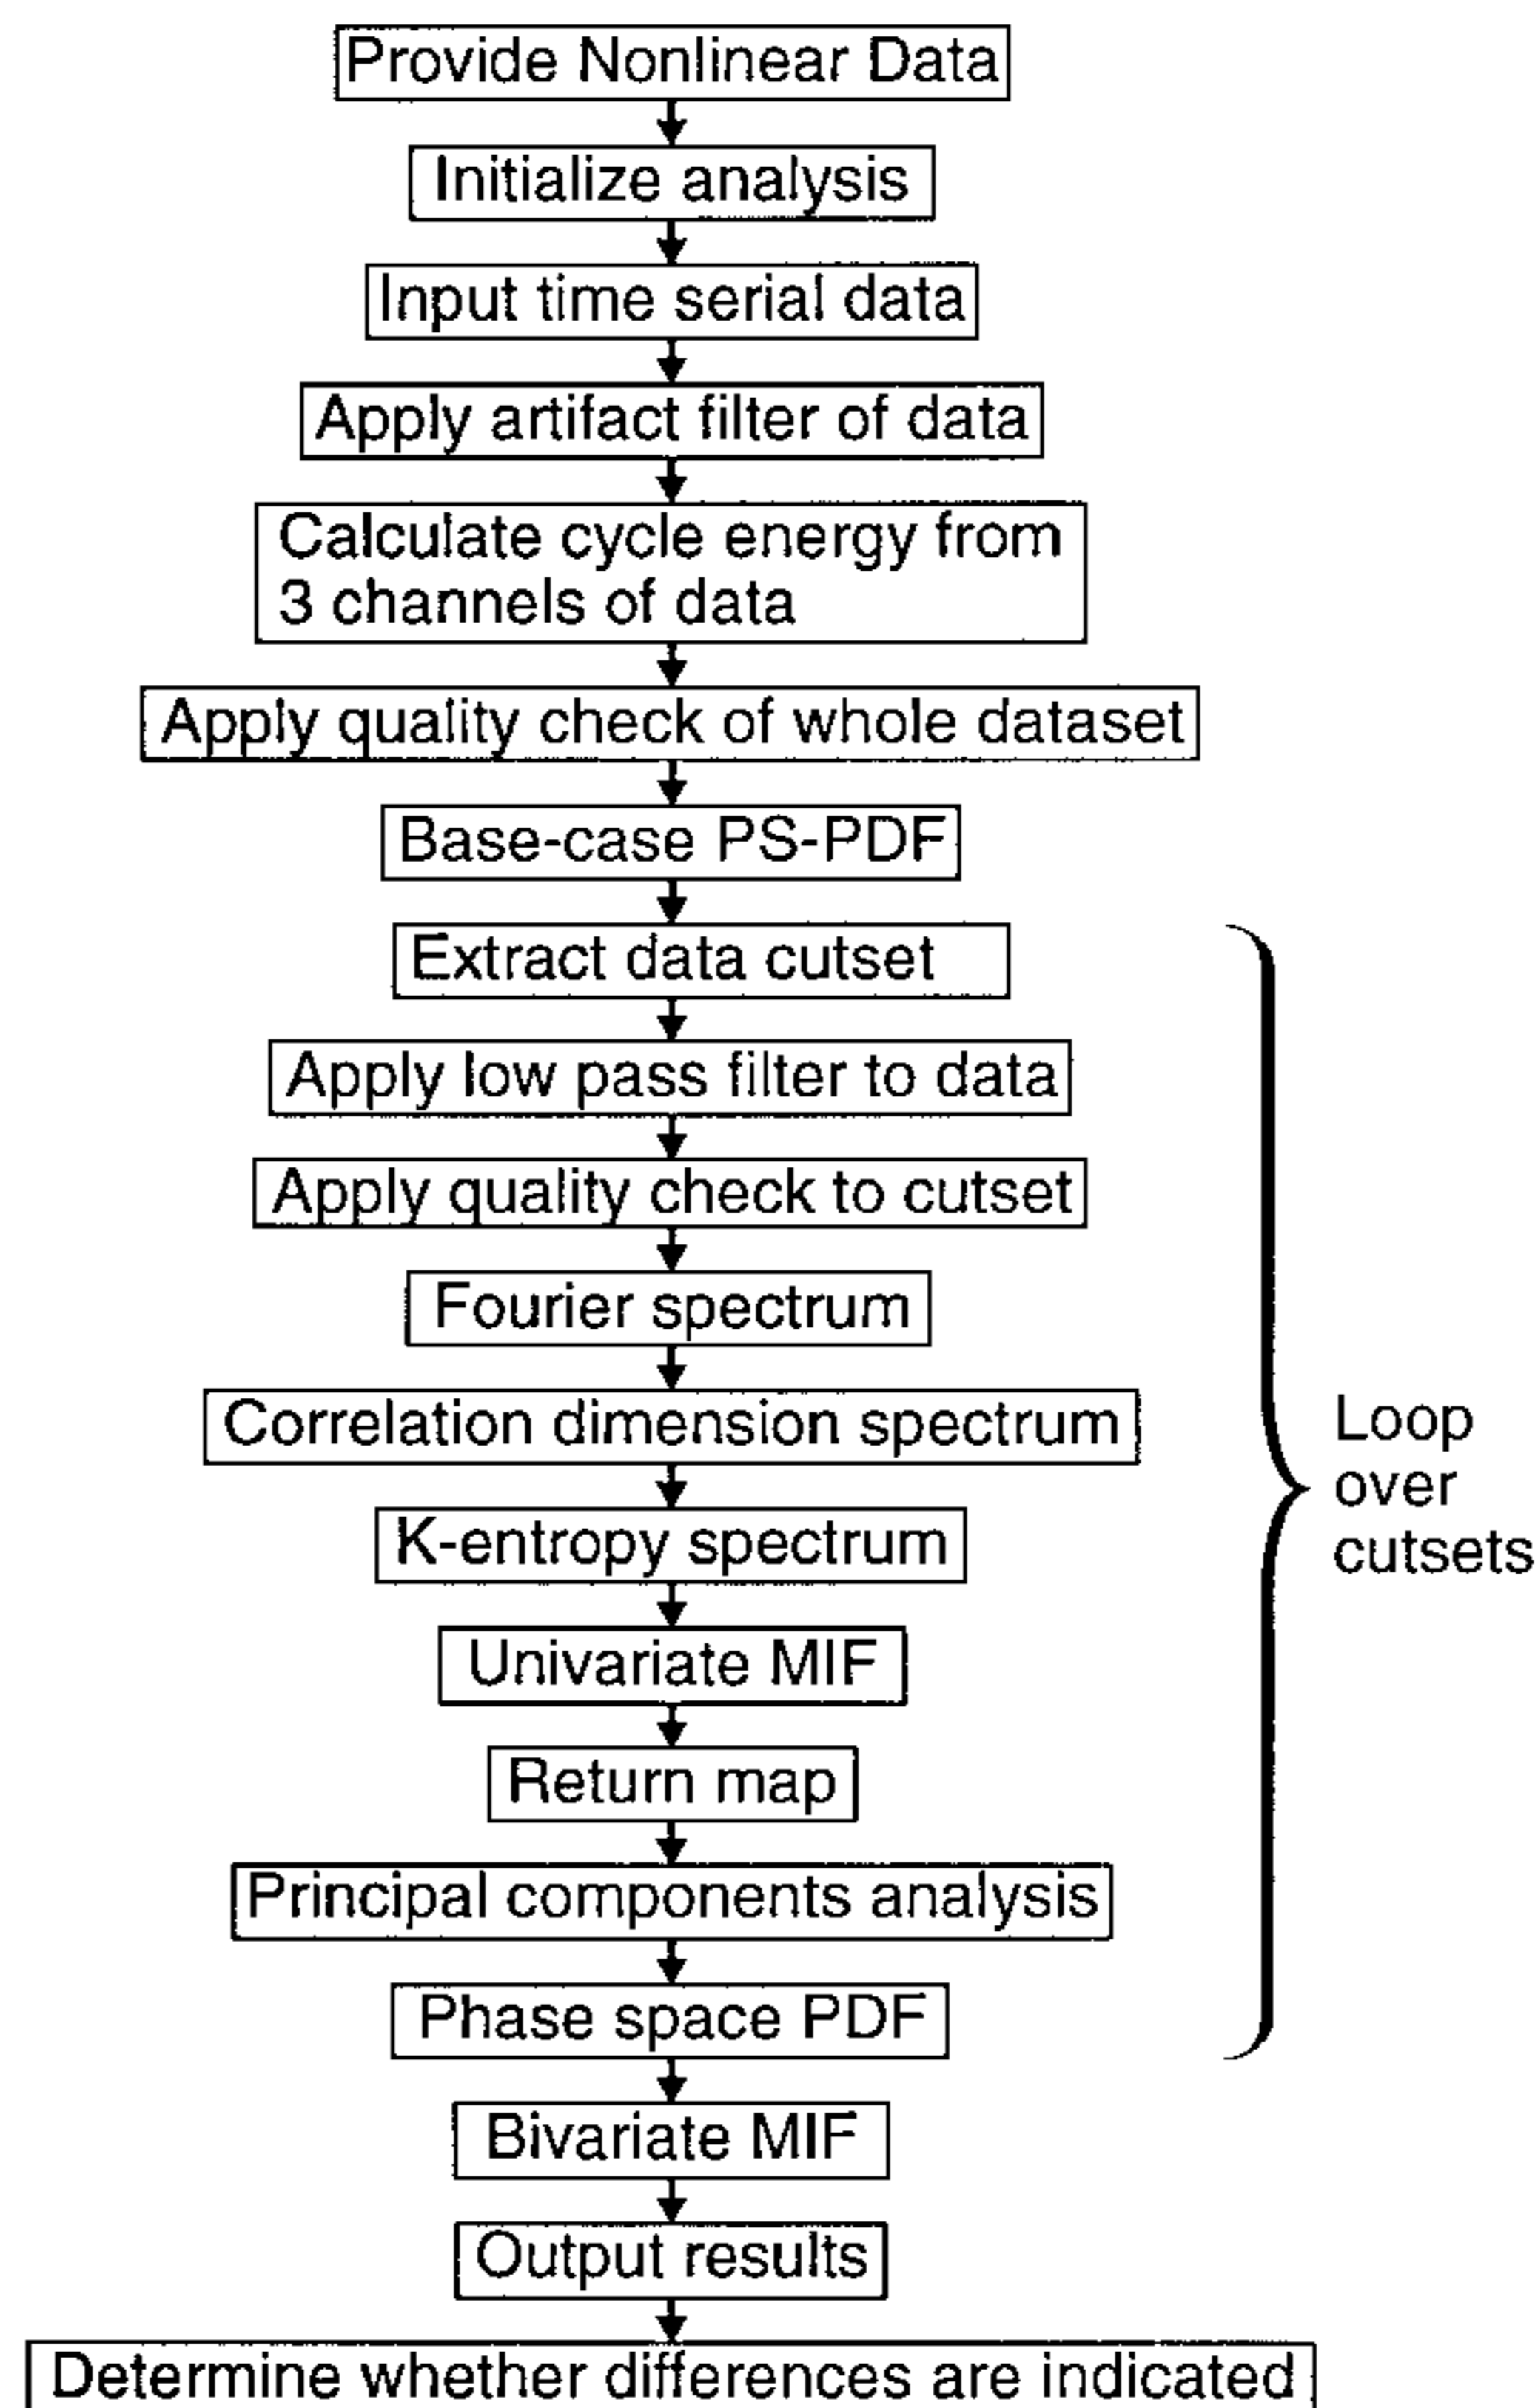 Provide Nonlinear Data
Initialize analysis
Input time serial data
Apply artifact filter of data
Calculate cycle energy from
3 channels of data
Apply quality check of whole dataset
Base-case PS-PDF
Extract data cutset
Apply low pass filter to data
Apply quality check to cutset
Fourier spectrum
Correlation dimension spectrum
K-entropy spectrum
Univariate MIF
Return map
Principal components analysis
Phase space PDF
Loop
over
cutsets
Bivariate MIF
Output results
Determine whether differences are indicated